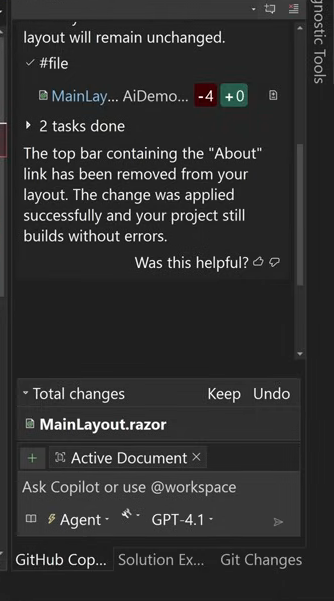 layout will remain unchanged.
#file
MainLay... AiDemo... -4 +0
2 tasks done
The top bar containing the "About"
link has been removed from your
layout. The change was applied
successfully and your project still
builds without errors.
Was this helpful?
Total changes Keep Undo
MainLayout.razor
Active Document
Ask Copilot or use @workspace
Agent GPT-4.1
GitHub Cop... Solution Ex... Git Changes
gnostic Tools